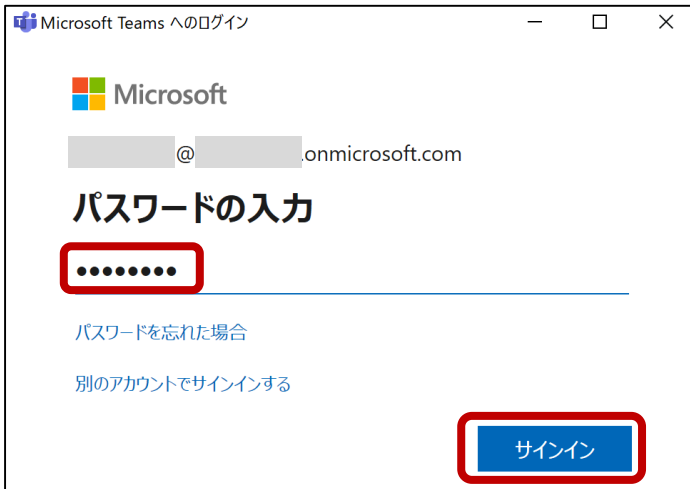 Microsoft Teams へのログイン
Microsoft
@ .onmicrosoft.com
パスワードの入力
••••••••
パスワードを忘れた場合
別のアカウントでサインインする
サインイン